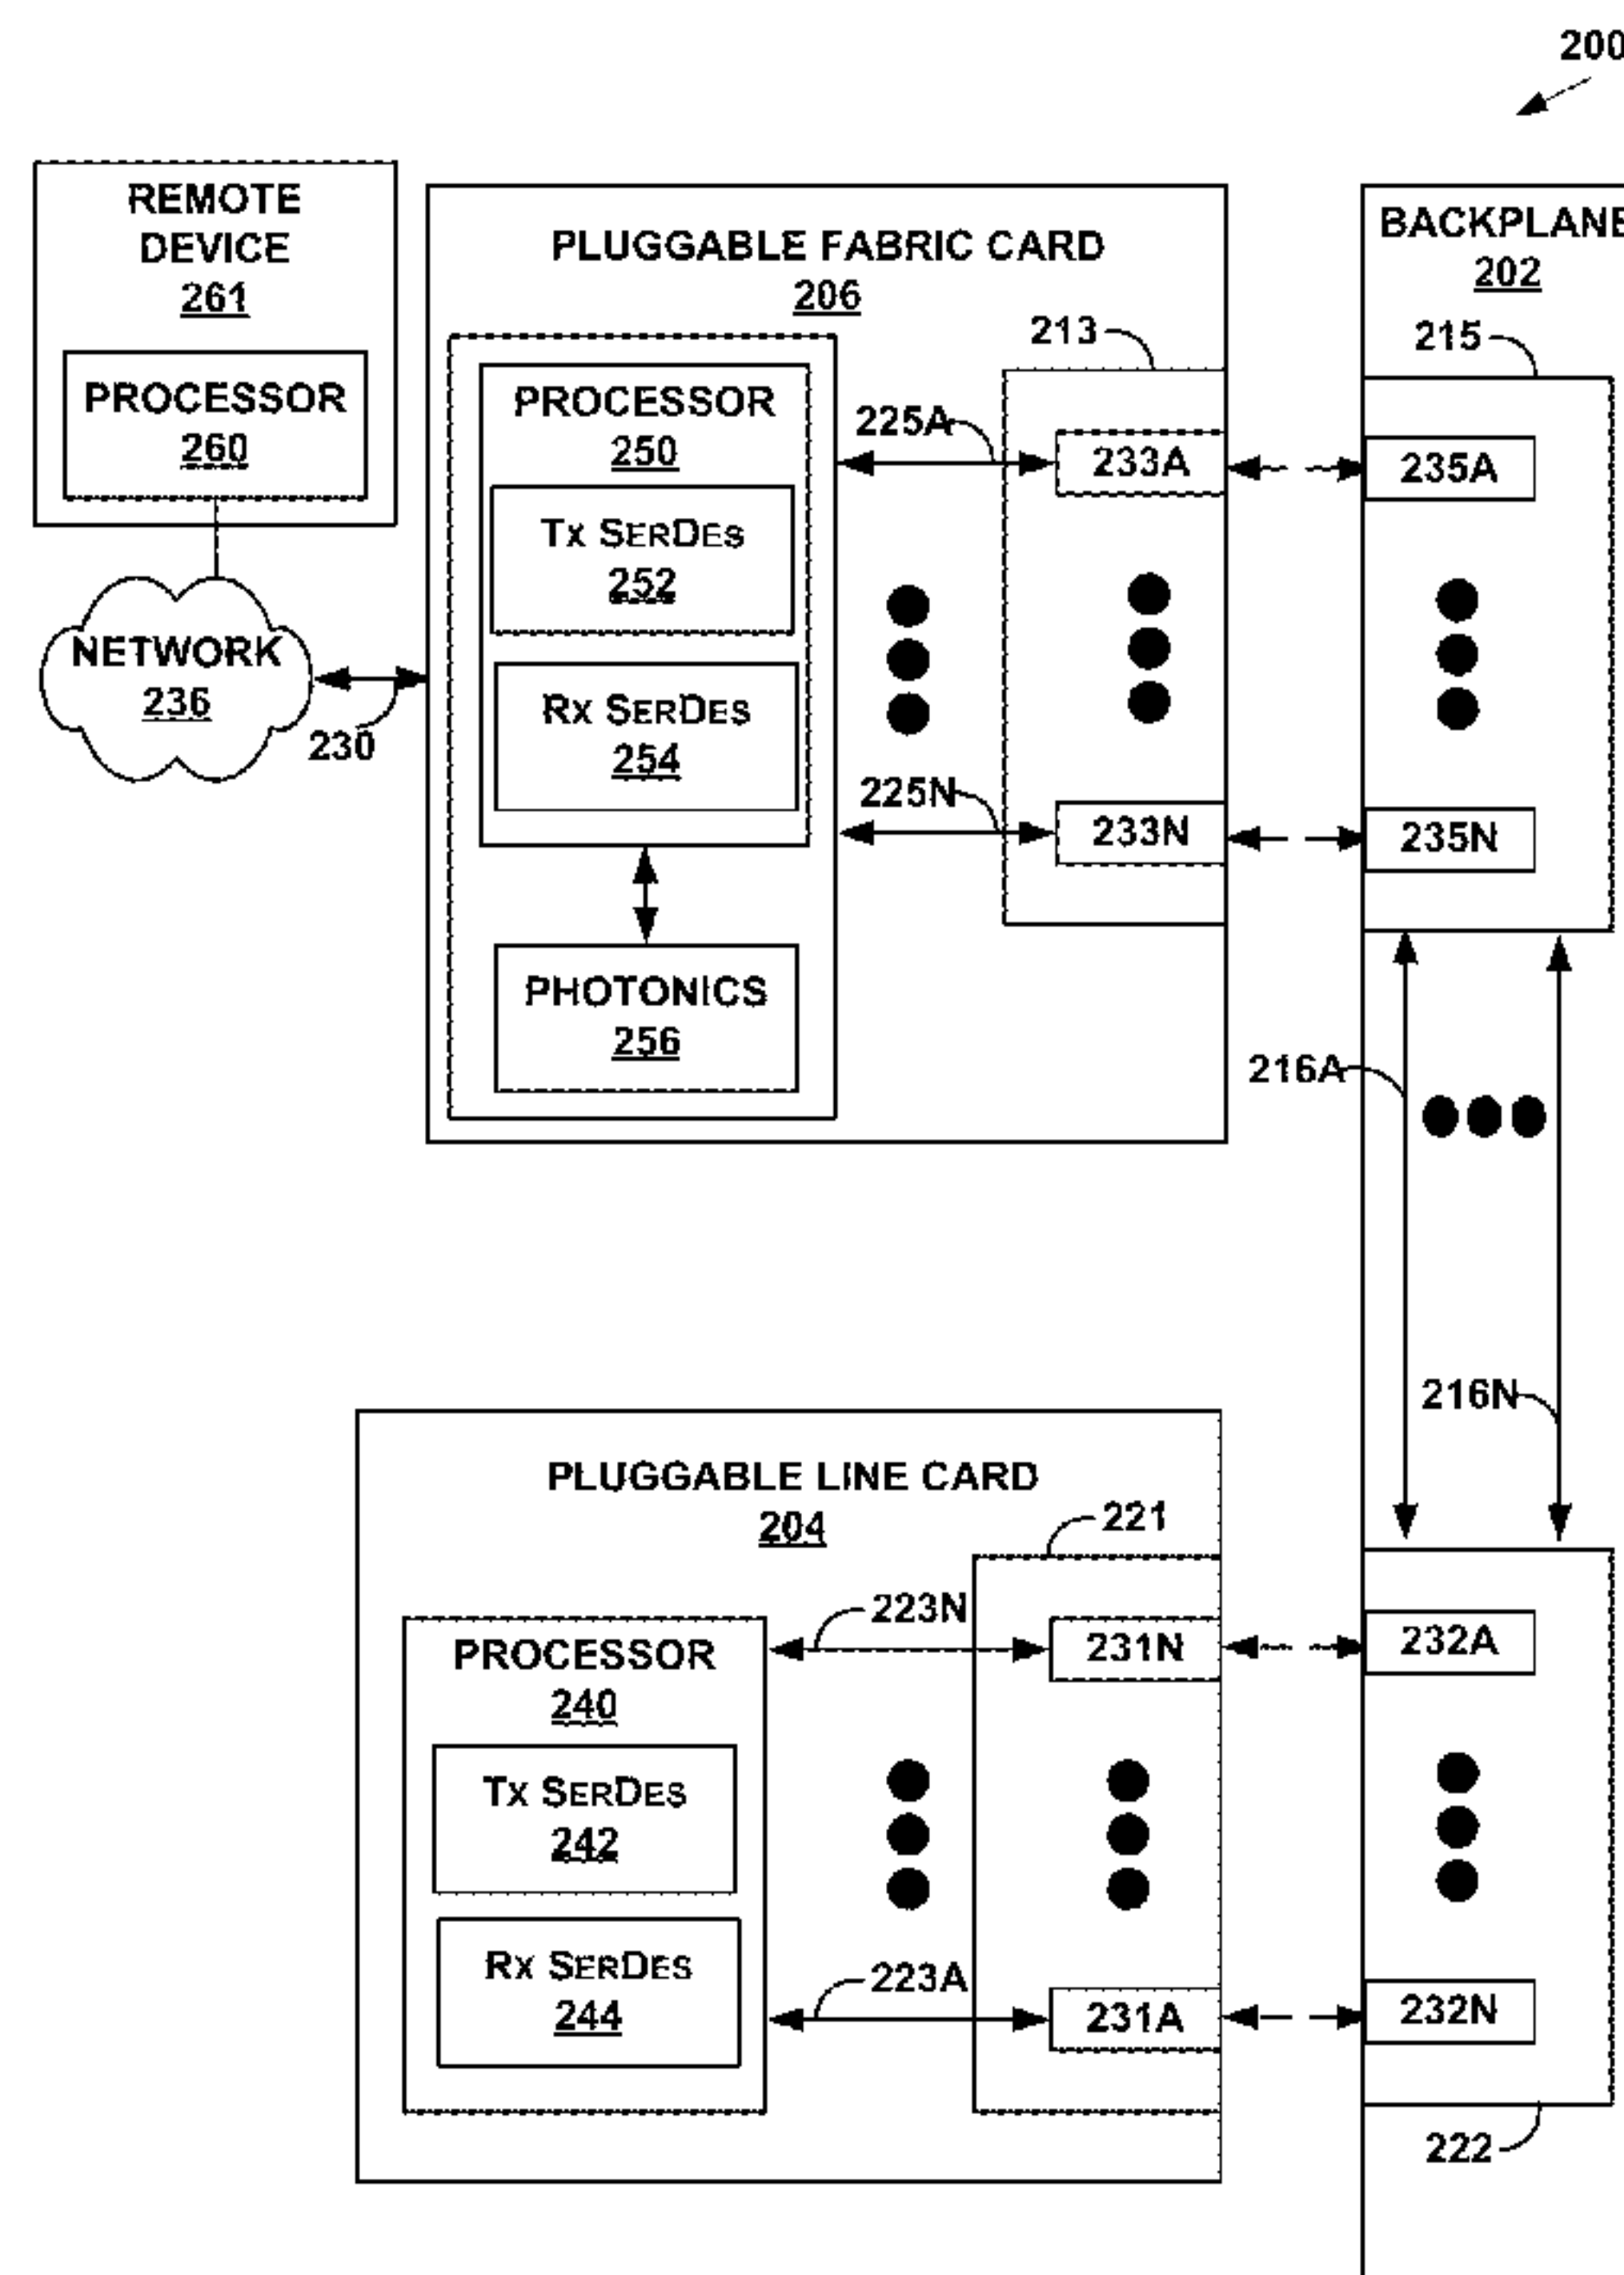 200
REMOTE
DEVICE
261
PROCESSOR
260
NETWORK
236
230
PLUGGABLE FABRIC CARD
206
PROCESSOR
250
Tx SERDES
252
Rx SERDES
254
PHOTONICS
256
213
225A
233A
225N
233N
BACKPLANE
202
215
235A
235N
216A
216N
PLUGGABLE LINE CARD
204
221
PROCESSOR
240
Tx SERDES
242
Rx SERDES
244
223N
231N
223A
231A
232A
232N
222